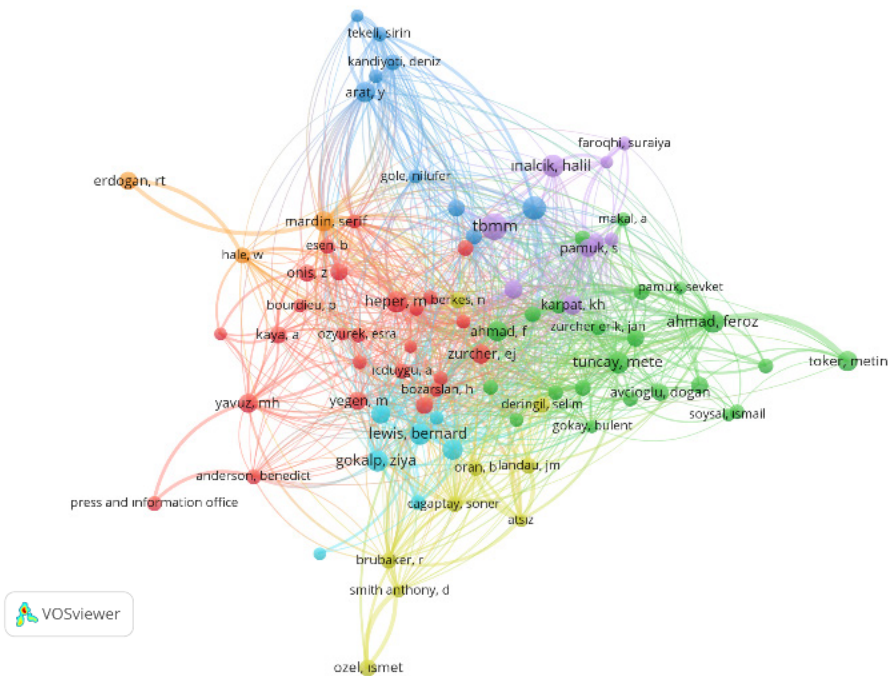 tekeli, sirin
kandiyoti, deniz
arat, y
faroqhi, suraiya
inalcik, halil
erdogan, rt
gole, nilufer
mardin, serif
tbmm
makal, a
esen, b
hale, w
pamuk, s
onis, z
pamuk, sevket
bourdieu, p
heper, m
berkes, n
karpat, kh
ahmad, feroz
kaya, a
ozyurek, esra
ahmad, f
zurcher erik, jan
zurcher, ej
tuncay, mete
toker, metin
icduygu, a
bozarslan, h
yavuz, mh
yegen, m
deringil, selim
avcioglu, dogan
soysal, ismail
gokay, bulent
lewis, bernard
gokalp, ziya
oran, b
landau, jm
anderson, benedict
press and information office
cagaptay, soner
atsiz
brubaker, r
smith anthony, d
VOSviewer
ozel, ismet